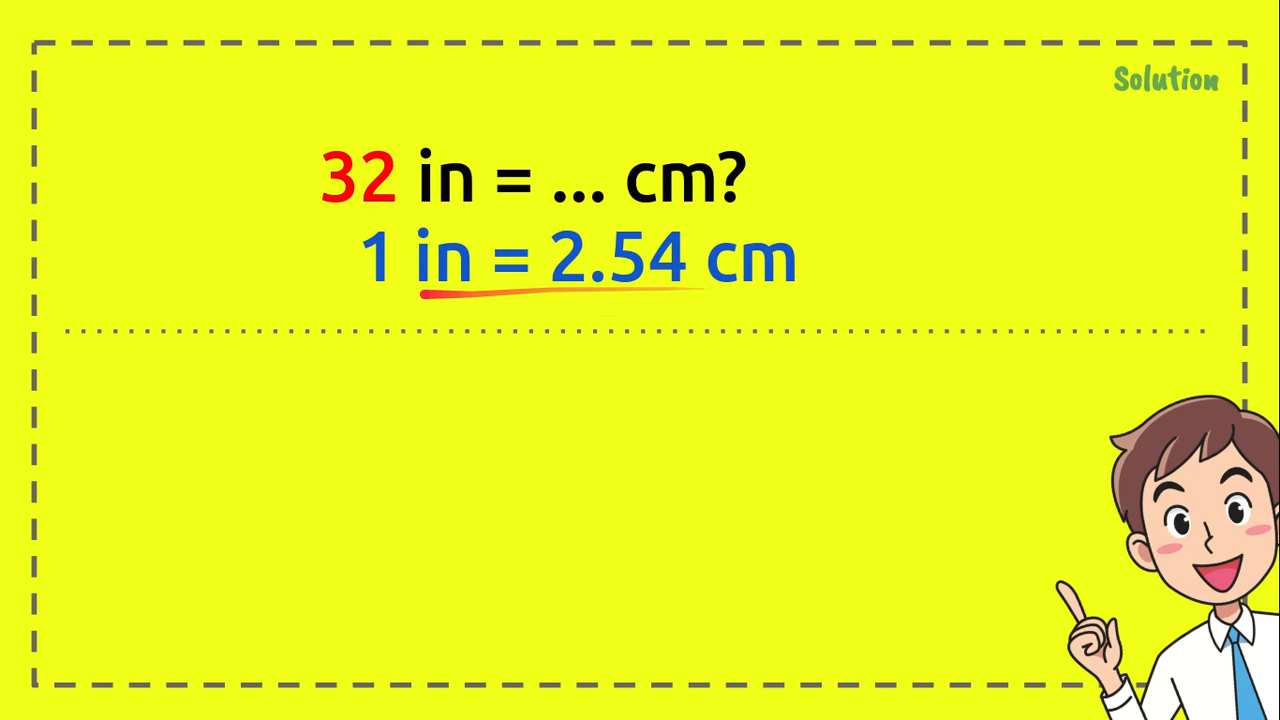 Solution
32 in = ... cm?
1 in = 2.54 cm